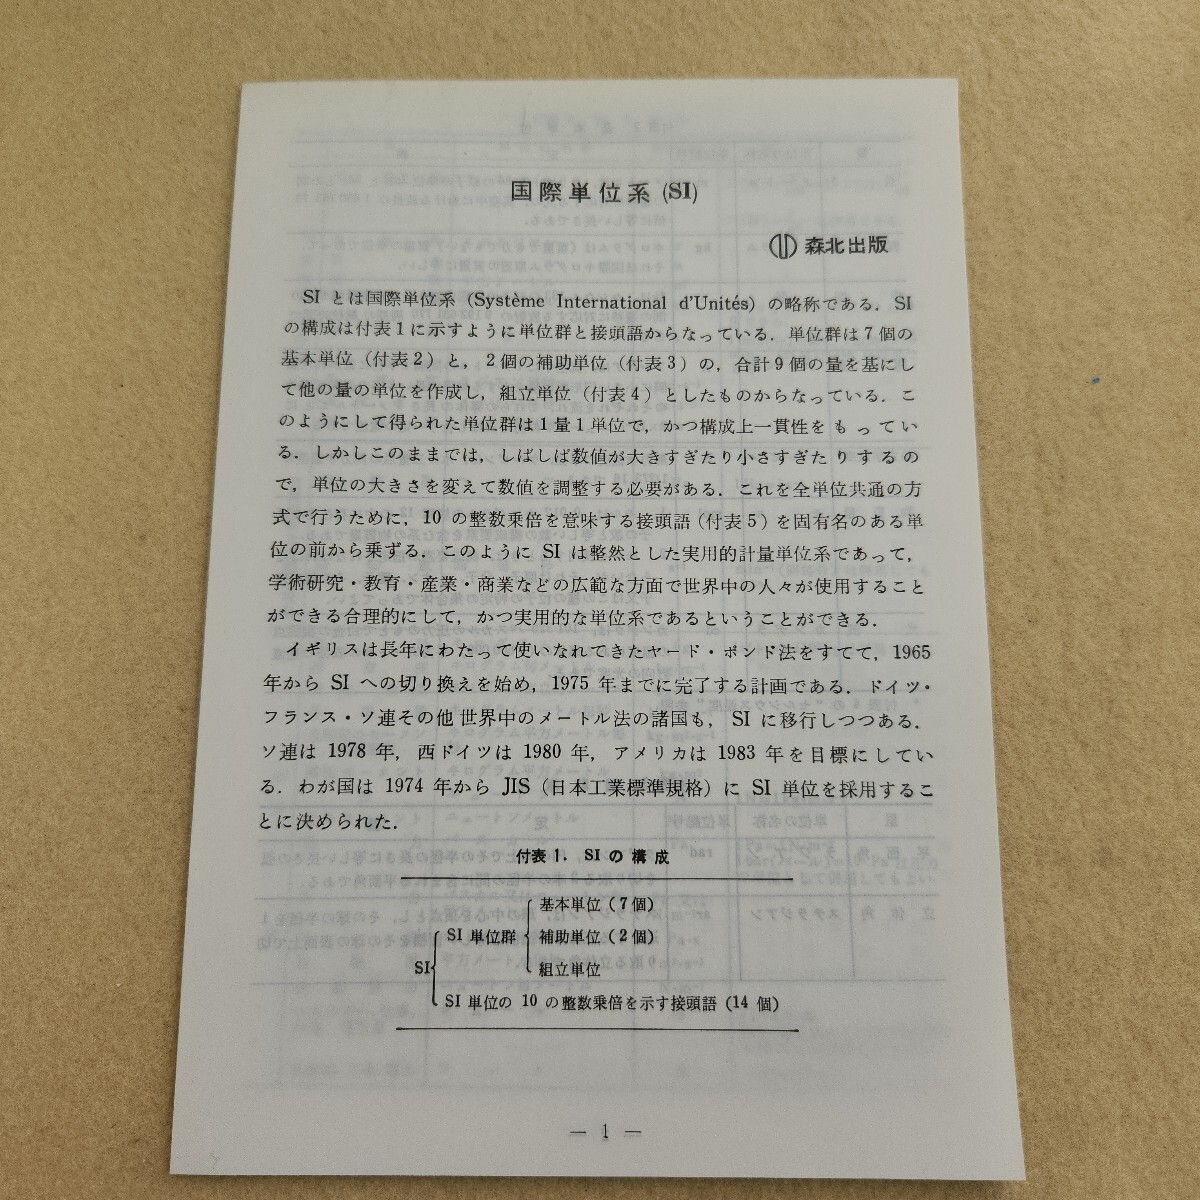 国際単位系 (SI)
森北出版
SI とは国際単位系 (Système International d'Unités) の略称である．SI
の構成は付表1に示すように単位群と接頭語からなっている．単位群は7個の
基本単位（付表2）と，2個の補助単位（付表3）の，合計9個の量を基にし
て他の量の単位を作成し，組立単位（付表4）としたものからなっている．こ
のようにして得られた単位群は1量1単位で，かつ構成上一貫性をもってい
る．しかしこのままでは，しばしば数値が大きすぎたり小さすぎたりするの
で，単位の大きさを変えて数値を調整する必要がある．これを全単位共通の方
式で行うために，10 の整数乗倍を意味する接頭語（付表5）を固有名のある単
位の前から乗ずる．このように SI は整然とした実用的計量単位系であって，
学術研究・教育・産業・商業などの広範な方面で世界中の人々が使用すること
ができる合理的にして，かつ実用的な単位系であるということができる．
イギリスは長年にわたって使いなれてきたヤード・ポンド法をすてて，1965
年から SI への切り換えを始め，1975 年までに完了する計画である．ドイツ・
フランス・ソ連その他世界中のメートル法の諸国も，SI に移行しつつある．
ソ連は 1978 年，西ドイツは 1980 年，アメリカは 1983 年を目標にしてい
る．わが国は 1974 年から JIS（日本工業標準規格）に SI 単位を採用するこ
とに決められた．
付表 1． SI の 構 成
基本単位（7個）
SI 単位群
補助単位（2個）
組立単位
SI
SI 単位の 10 の整数乗倍を示す接頭語（14 個）
— 1 —